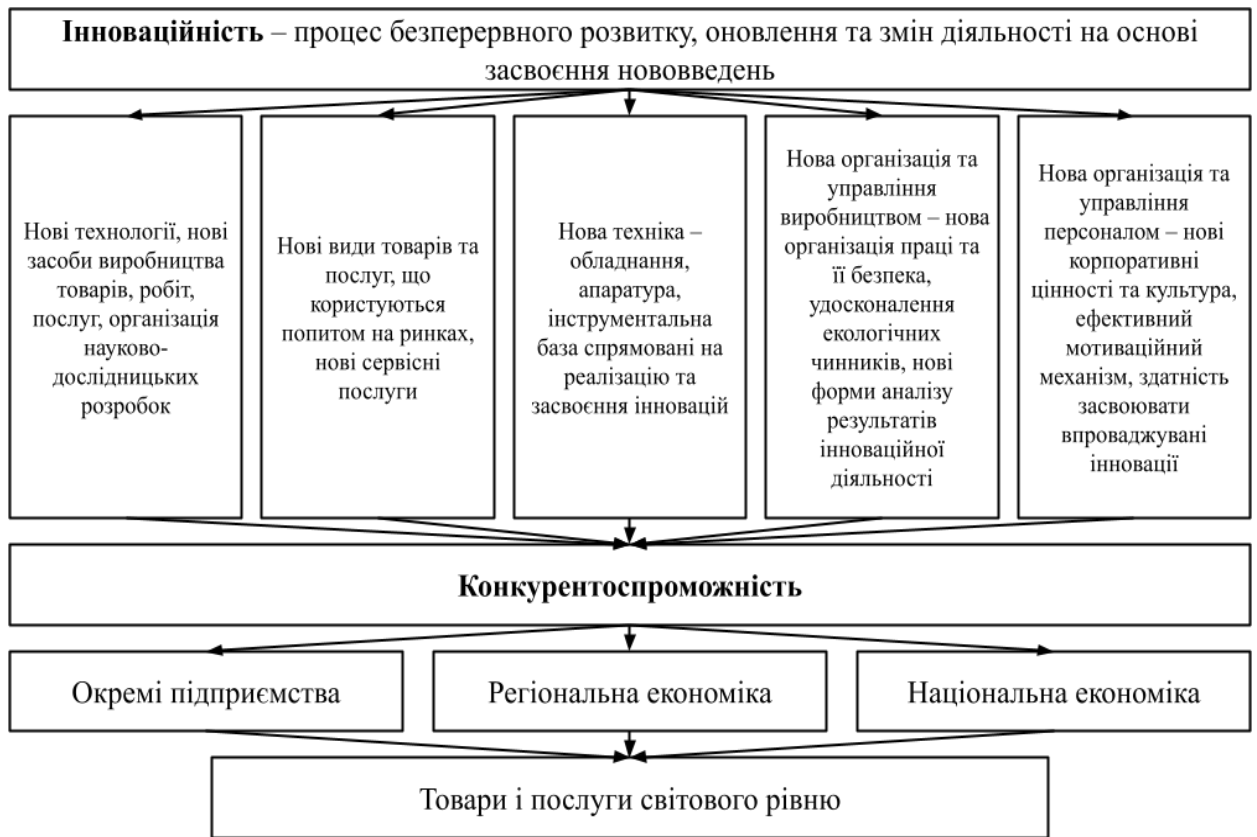 Інноваційність – процес безперервного розвитку, оновлення та змін діяльності на основі
засвоєння нововведень
Нові технології, нові
засоби виробництва
товарів, робіт,
послуг, організація
науково-
дослідницьких
розробок
Нові види товарів та
послуг, що
користуються
попитом на ринках,
нові сервісні
послуги
Нова техніка –
обладнання,
апаратура,
інструментальна
база спрямовані на
реалізацію та
засвоєння інновацій
Нова організація та
управління
виробництвом – нова
організація праці та
її безпека,
удосконалення
екологічних
чинників, нові
форми аналізу
результатів
інноваційної
діяльності
Нова організація та
управління
персоналом – нові
корпоративні
цінності та культура,
ефективний
мотиваційний
механізм, здатність
засвоювати
впроваджувані
інновації
Конкурентоспроможність
Окремі підприємства
Регіональна економіка
Національна економіка
Товари і послуги світового рівню